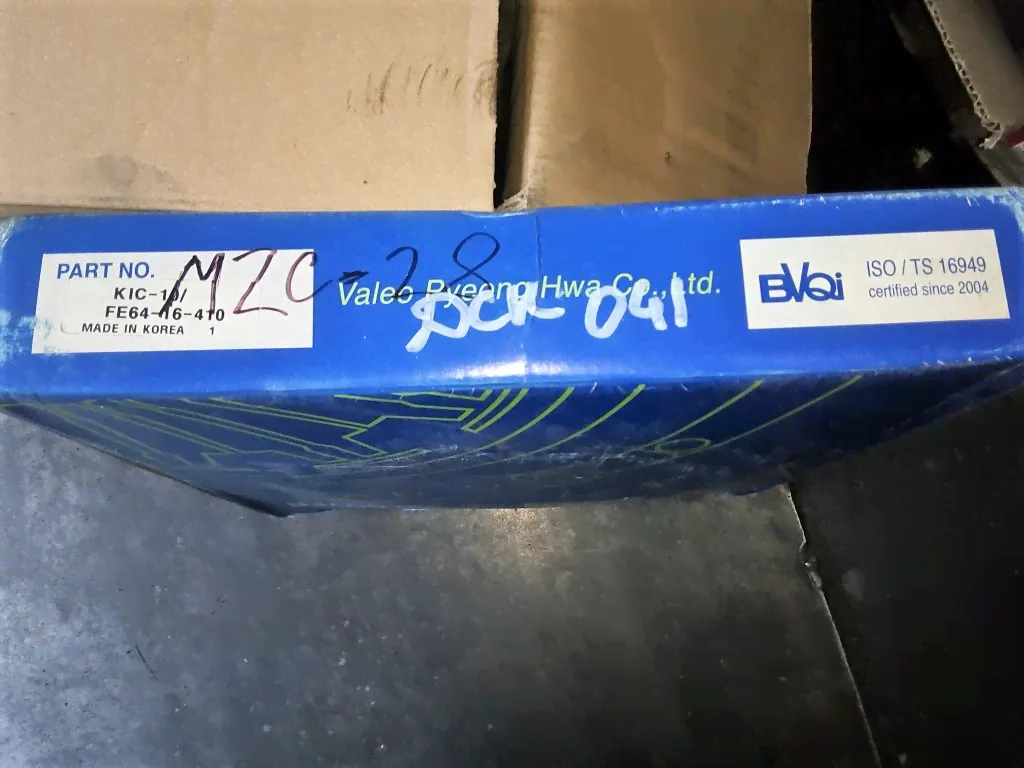 PART NO.
KIC-10/
FE64-16-410
MADE IN KOREA 1
MZC-28
Valeo Pyeong Hwa Co.,Ltd.
DCK 041
BVQi
ISO / TS 16949
certified since 2004